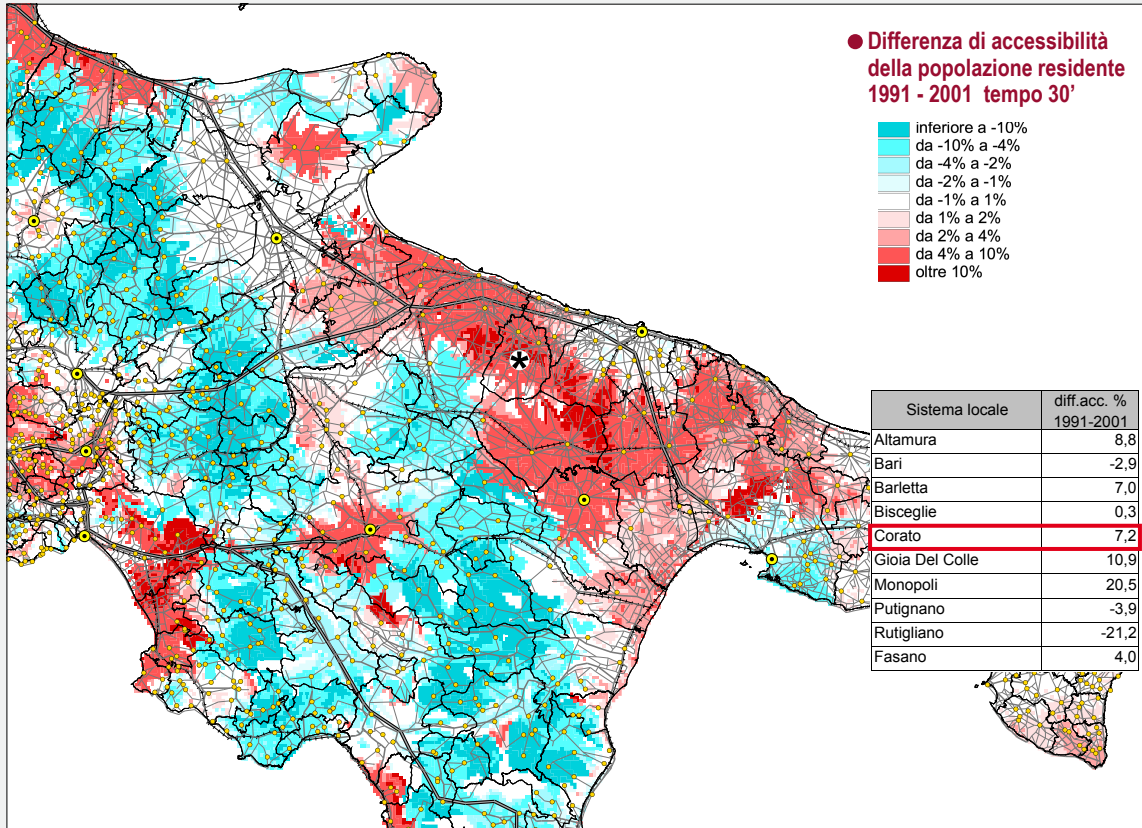 Differenza di accessibilità
della popolazione residente
1991 - 2001 tempo 30'
inferiore a -10%
da -10% a -4%
da -4% a -2%
da -2% a -1%
da -1% a 1%
da 1% a 2%
da 2% a 4%
da 4% a 10%
oltre 10%
Sistema locale diff.acc. %
1991-2001
Altamura 8,8
Bari -2,9
Barletta 7,0
Bisceglie 0,3
Corato 7,2
Gioia Del Colle 10,9
Monopoli 20,5
Putignano -3,9
Rutigliano -21,2
Fasano 4,0